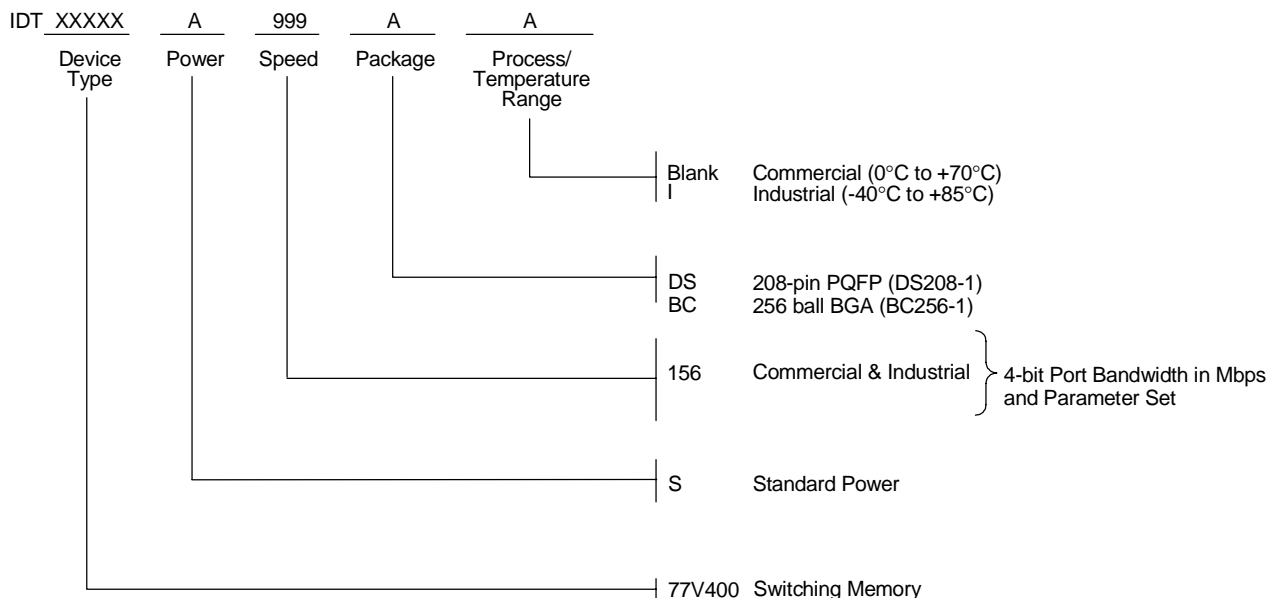 IDT XXXXX A 999 A A
Device Type Power Speed Package Process/ Temperature Range
Blank Commercial (0°C to +70°C)
I Industrial (-40°C to +85°C)
DS 208-pin PQFP (DS208-1)
BC 256 ball BGA (BC256-1)
156 Commercial & Industrial 4-bit Port Bandwidth in Mbps
and Parameter Set
S Standard Power
77V400 Switching Memory